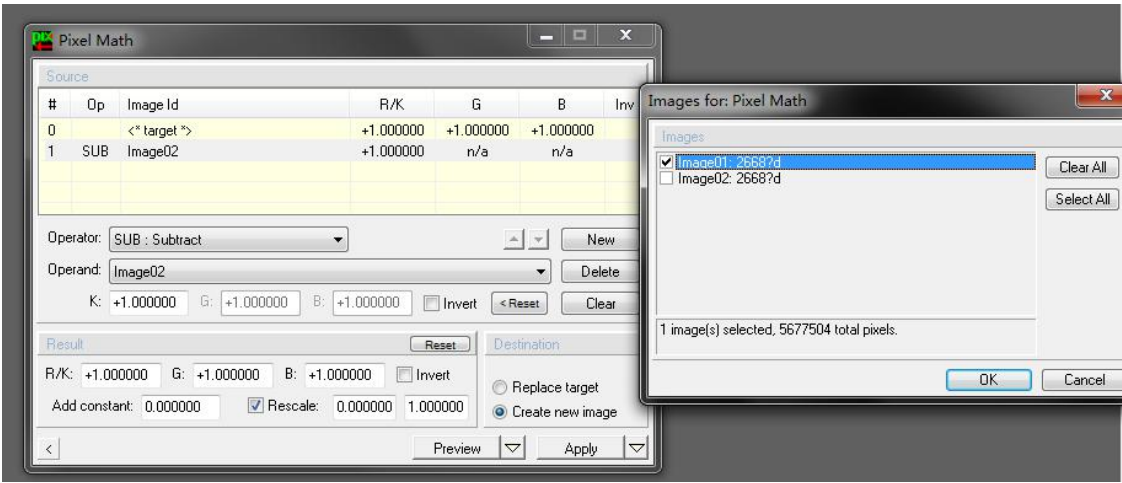 Pixel Math
Source
# Op Image Id R/K G B Inv
0 <* target *> +1.000000 +1.000000 +1.000000
1 SUB Image02 +1.000000 n/a n/a
Operator: SUB : Subtract New
Operand: Image02 Delete
K: +1.000000 G: +1.000000 B: +1.000000 Invert < Reset Clear
Result Reset Destination
R/K: +1.000000 G: +1.000000 B: +1.000000 Invert
Replace target
Add constant: 0.000000 Rescale: 0.000000 1.000000
Create new image
< Preview Apply
Images for: Pixel Math
Images
Image01: 2668?d
Image02: 2668?d
Clear All
Select All
1 image(s) selected, 5677504 total pixels.
OK Cancel